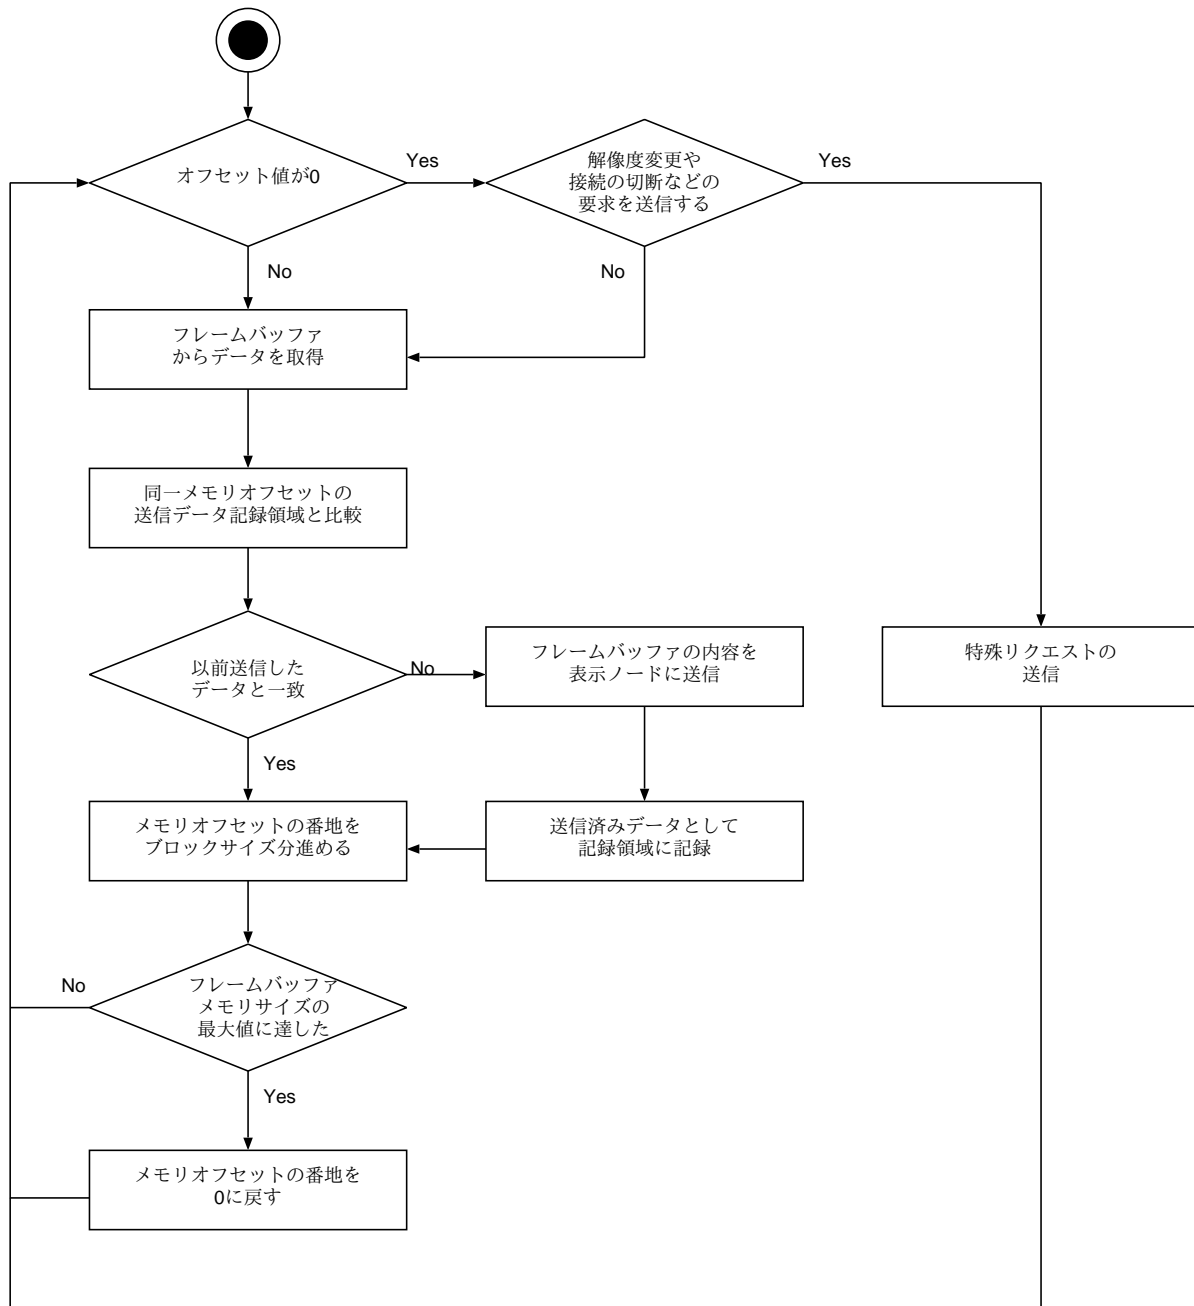 オフセット値が0
Yes
解像度変更や
接続の切断などの
要求を送信する
Yes
No
No
フレームバッファ
からデータを取得
同一メモリオフセットの
送信データ記録領域と比較
以前送信した
データと一致
No
フレームバッファの内容を
表示ノードに送信
特殊リクエストの
送信
Yes
メモリオフセットの番地を
ブロックサイズ分進める
送信済みデータとして
記録領域に記録
No
フレームバッファ
メモリサイズの
最大値に達した
Yes
メモリオフセットの番地を
0に戻す